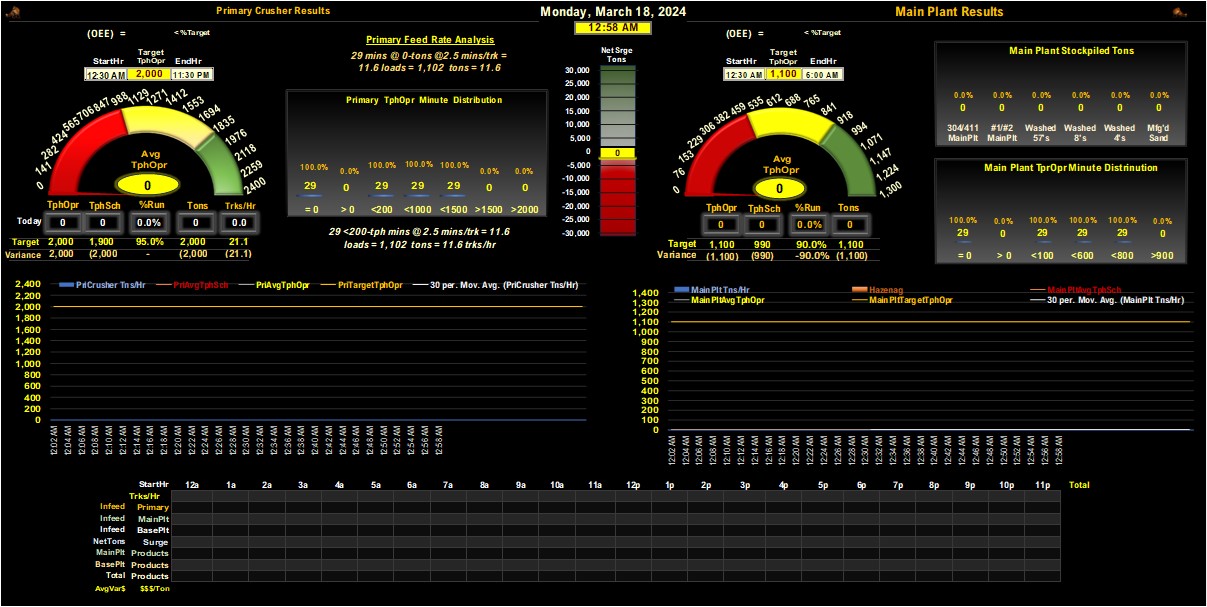 Primary Crusher Results
Monday, March 18, 2024
Main Plant Results
12:58 AM
(OEE) = <%Target
Target
StartHr TphOpr EndHr
12:30 AM 2,000 11:30 PM
0 141 282 424 565 706 847 988 1129 1271 1412 1553 1694 1835 1976 2118 2259 2400
Avg
TphOpr
0
TphOpr TphSch %Run Tons Trks/Hr
Today 0 0 0.0% 0 0.0
Target 2,000 1,900 95.0% 2,000 21.1
Variance (2,000 (2,000 - (2,000 (21.1)
Primary Feed Rate Analysis
29 mins @ 0-tons @2.5 mins/trk =
11.6 loads = 1,102 tons = 11.6
Primary TphOpr Minute Distribution
100.0% 0.0% 100.0% 100.0% 100.0% 0.0% 0.0%
29 0 29 29 29 0 0
= 0 > 0 <200 <1000 <1500 >1500 >2000
29 <200-tph mins @ 2.5 mins/trk = 11.6
loads = 1,102 tons = 11.6 trks/hr
Net Srge
Tons
30,000
25,000
20,000
15,000
10,000
5,000
0 0
-5,000
-10,000
-15,000
-20,000
-25,000
-30,000
(OEE) = <%Target
Target
StartHr TphOpr EndHr
12:30 AM 1,100 6:00 AM
0 76 153 229 306 382 459 535 612 688 765 841 918 994 1,071 1,147 1,224 1,300
Avg
TphOpr
0
TphOpr TphSch %Run Tons
0 0 0.0% 0
Target 1,100 990 90.0% 1,100
Variance (1,100) (990) -90.0% (1,100)
Main Plant Stockpiled Tons
0.0% 0.0% 0.0% 0.0% 0.0% 0.0%
0 0 0 0 0 0
304/411 #1/#2 Washed Washed Washed Mfg'd
MainPlt MainPlt 57's 8's 4's Sand
Main Plant TprOpr Minute Distrinution
100.0% 0.0% 100.0% 100.0% 100.0% 0.0%
29 0 29 29 29 0
= 0 > 0 <100 <600 <800 >900
PriCrusher Tns/Hr PriAvgTphSch PriAvgTphOpr PriTargetTphOpr 30 per. Mov. Avg. (PriCrusher Tns/Hr)
2,400
2,200
2,000
1,800
1,600
1,400
1,200
1,000
800
600
400
200
0
12:02 AM 12:04 AM 12:06 AM 12:08 AM 12:10 AM 12:12 AM 12:14 AM 12:16 AM 12:18 AM 12:20 AM 12:22 AM 12:24 AM 12:26 AM 12:28 AM 12:30 AM 12:32 AM 12:34 AM 12:36 AM 12:38 AM 12:40 AM 12:42 AM 12:44 AM 12:46 AM 12:48 AM 12:50 AM 12:52 AM 12:54 AM 12:56 AM 12:58 AM
MainPlt Tns/Hr Hazemag MainPltAvgTphSch
MainPltAvgTphOpr MainPltTargetTphOpr 30 per. Mov. Avg. (MainPlt Tns/Hr)
1,400
1,300
1,200
1,100
1,000
900
800
700
600
500
400
300
200
100
0
12:02 AM 12:04 AM 12:06 AM 12:08 AM 12:10 AM 12:12 AM 12:14 AM 12:16 AM 12:18 AM 12:20 AM 12:22 AM 12:24 AM 12:26 AM 12:28 AM 12:30 AM 12:32 AM 12:34 AM 12:36 AM 12:38 AM 12:40 AM 12:42 AM 12:44 AM 12:46 AM 12:48 AM 12:50 AM 12:52 AM 12:54 AM 12:56 AM 12:58 AM
StartHr 12a 1a 2a 3a 4a 5a 6a 7a 8a 9a 10a 11a 12p 1p 2p 3p 4p 5p 6p 7p 8p 9p 10p 11p Total
Trks/Hr
Infeed Primary
Infeed MainPlt
Infeed BasePlt
NetTons Surge
MainPlt Products
BasePlt Products
Total Products
AvgVar$ $$$/Ton